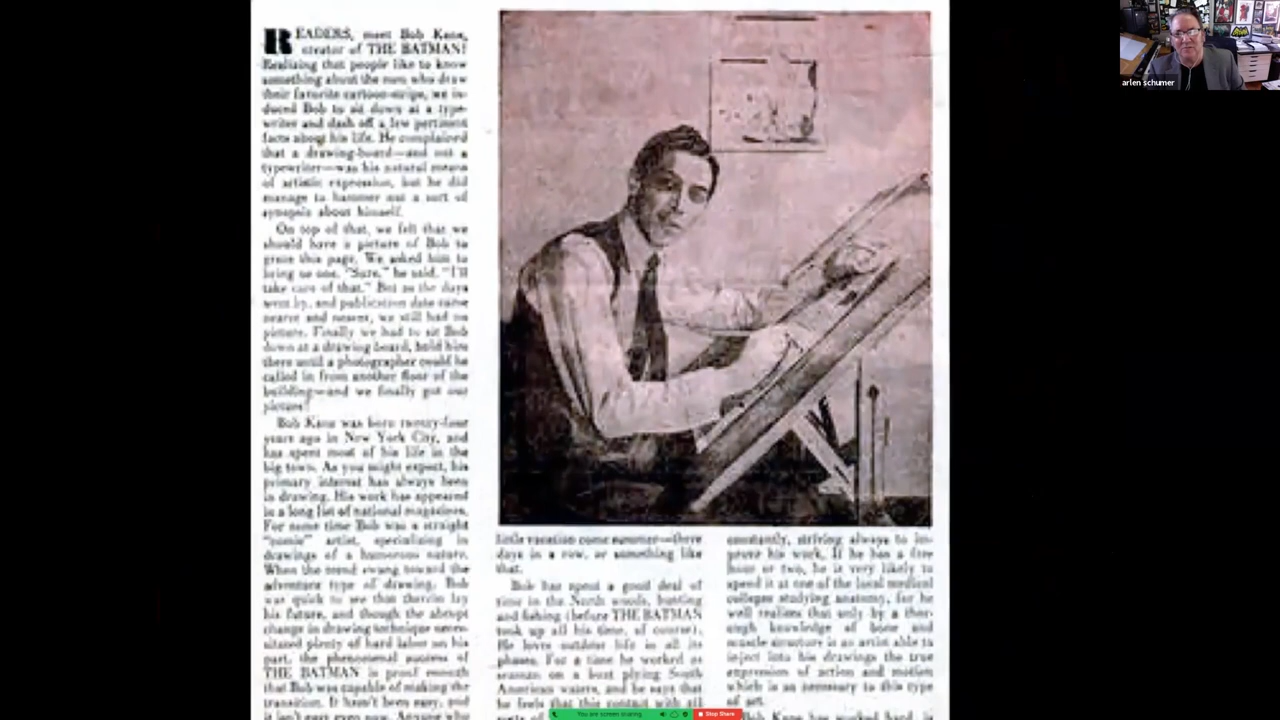 READERS, meet Bob Kane,
creator of THE BATMAN!
Realizing that people like to know
something about the men who draw
their favorite cartoon-strips, we in-
duced Bob to sit down at a type-
writer and dash off a few pertinent
facts about his life. He complained
that a drawing-board—and not a
typewriter—was his natural means
of artistic expression, but he did
manage to hammer out a sort of
synopsis about himself.
On top of that, we felt that we
should have a picture of Bob to
grace this page. We asked him to
bring us one. "Sure," he said. "I'll
take care of that." But as the days
went by, and publication date came
nearer and nearer, we still had no
picture. Finally we had to sit Bob
down at a drawing board, hold him
there until a photographer could be
called in from another floor of the
building—and we finally got our
picture!
Bob Kane was born twenty-four
years ago in New York City, and
has spent most of his life in the
big town. As you might expect, his
primary interest has always been
in drawing. His work has appeared
in a long list of national magazines.
For some time Bob was a straight
"comic" artist, specializing in
drawings of a humorous nature.
When the trend swung toward the
adventure type of drawing, Bob
was quick to see that therein lay
his future, and though the abrupt
change in drawing technique neces-
sitated plenty of hard labor on his
part, the phenomenal success of
THE BATMAN is proof enough
that Bob was capable of making the
transition. It hasn't been easy, and
it isn't easy even now. Anyone who
little vacation come summer—three
days in a row, or something like
that.
Bob has spent a good deal of
time in the North woods, hunting
and fishing (before THE BATMAN
took up all his time, of course).
He loves outdoor life in all its
phases. For a time he worked as
seaman on a boat plying South
American waters, and he says that
he feels that this contact with all
sorts of
constantly, striving always to im-
prove his work. If he has a free
hour or two, he is very likely to
spend it at one of the local medical
colleges studying anatomy, for he
well realizes that only by a thor-
ough knowledge of bone and
muscle structure is an artist able to
inject into his drawings the true
expression of action and motion
which is so necessary to this type
of art.
Bob Kane has worked hard, is
arlen schumer
You are screen sharing
Stop Share